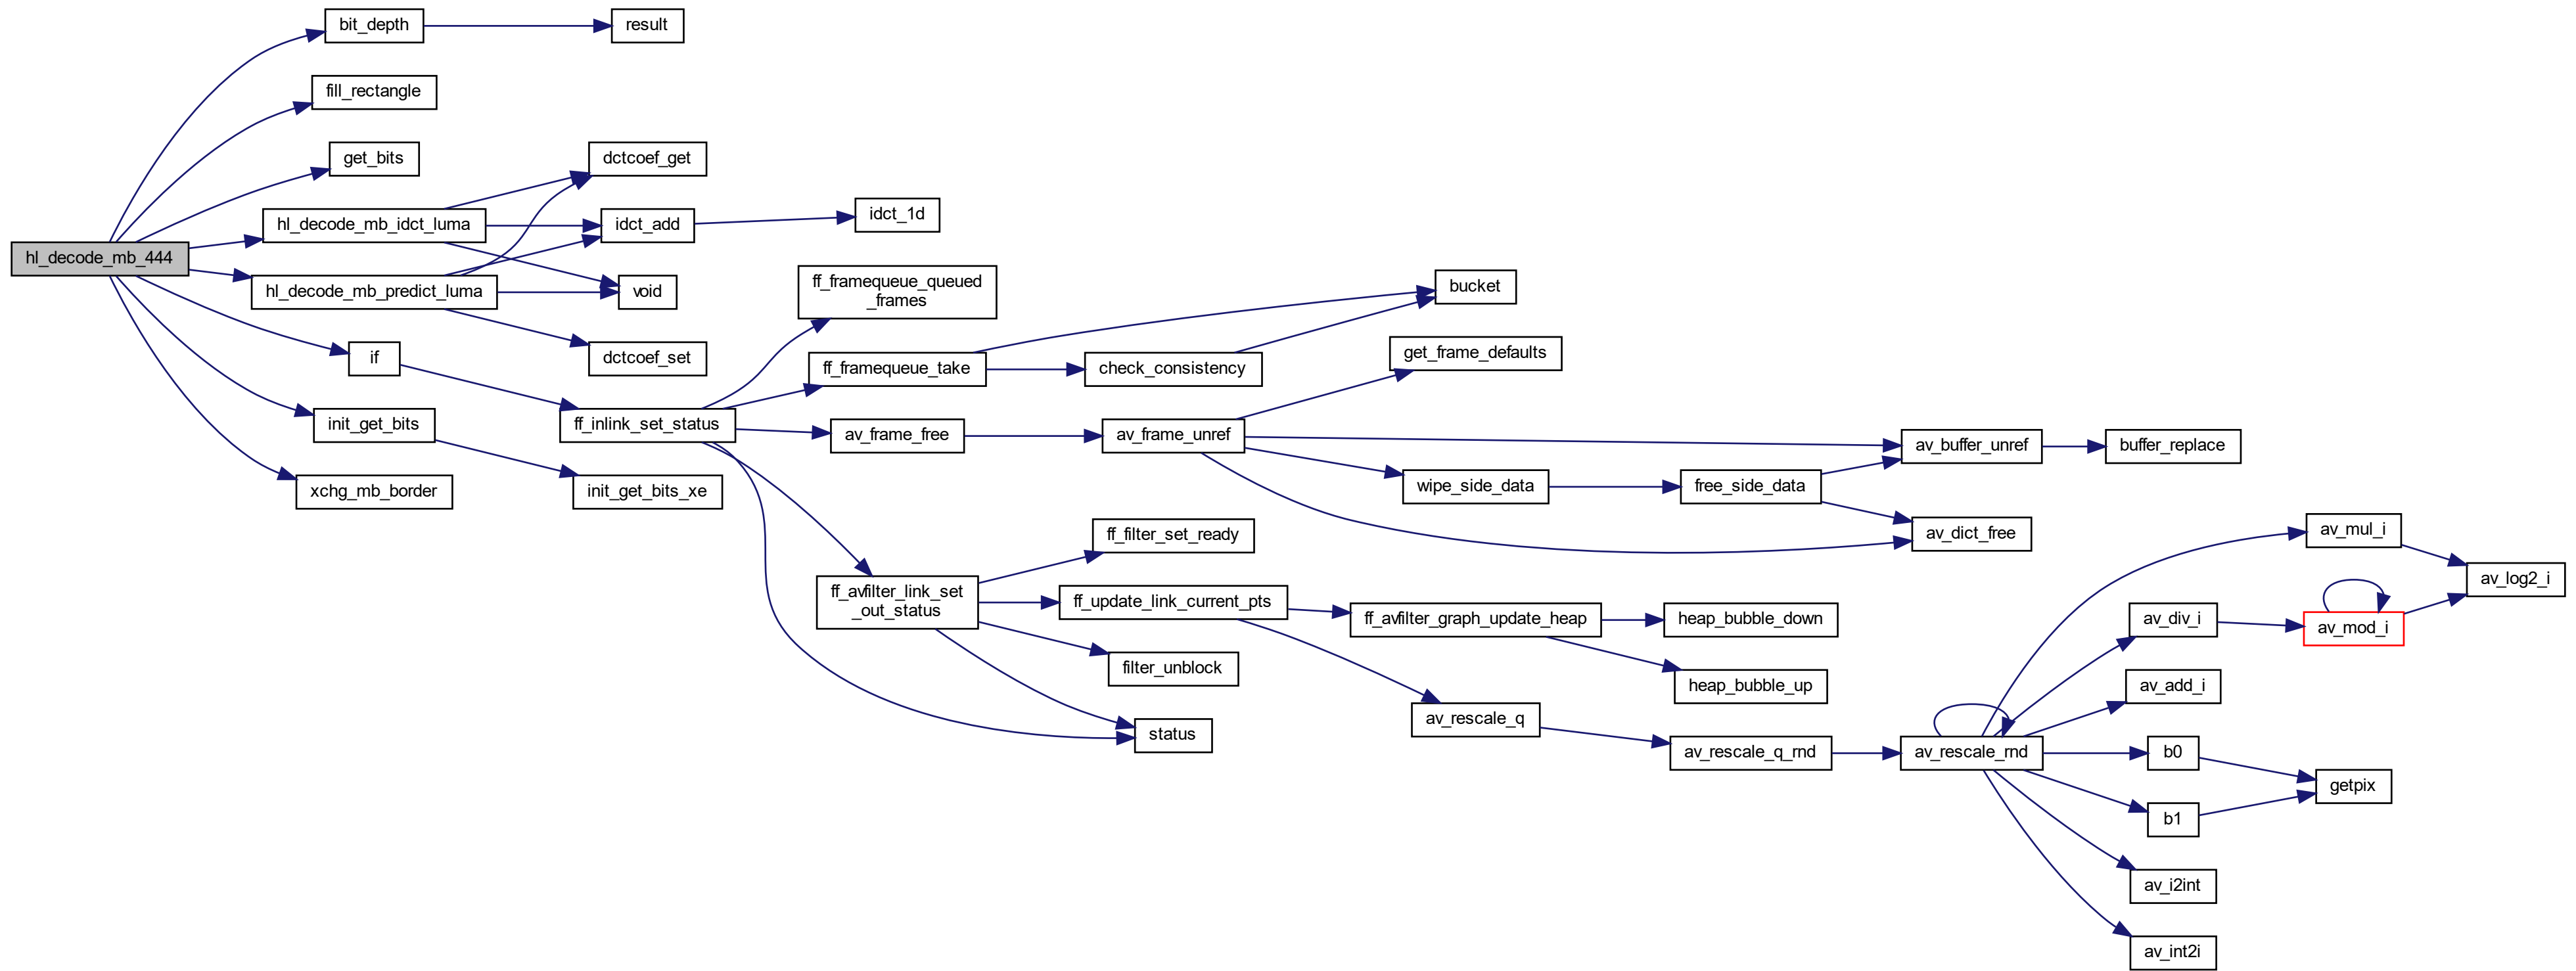 hl_decode_mb_444
bit_depth
result
fill_rectangle
get_bits
hl_decode_mb_idct_luma
dctcoef_get
idct_add
idct_1d
hl_decode_mb_predict_luma
void
dctcoef_set
if
ff_inlink_set_status
ff_framequeue_queued
_frames
ff_framequeue_take
bucket
check_consistency
av_frame_free
av_frame_unref
get_frame_defaults
av_buffer_unref
buffer_replace
wipe_side_data
free_side_data
av_dict_free
init_get_bits
init_get_bits_xe
xchg_mb_border
ff_avfilter_link_set
_out_status
ff_filter_set_ready
ff_update_link_current_pts
ff_avfilter_graph_update_heap
heap_bubble_down
heap_bubble_up
filter_unblock
status
av_rescale_q
av_rescale_q_rnd
av_rescale_rnd
av_mul_i
av_log2_i
av_div_i
av_mod_i
av_add_i
b0
getpix
b1
av_i2int
av_int2i